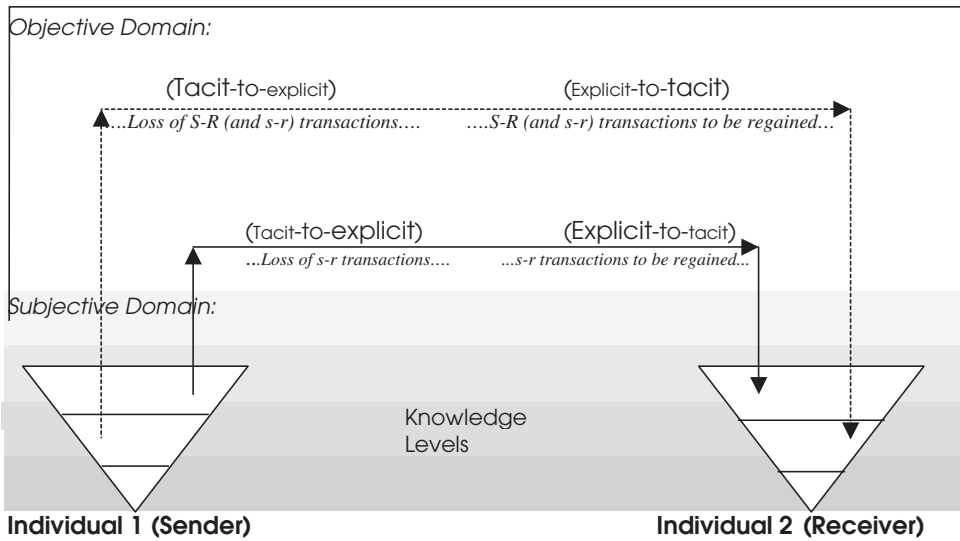 Objective Domain:
(Tacit-to-explicit) (Explicit-to-tacit)
....Loss of S-R (and s-r) transactions.... ....S-R (and s-r) transactions to be regained...
(Tacit-to-explicit) (Explicit-to-tacit)
...Loss of s-r transactions.... ...s-r transactions to be regained...
Subjective Domain:
Knowledge
Levels
Individual 1 (Sender) Individual 2 (Receiver)